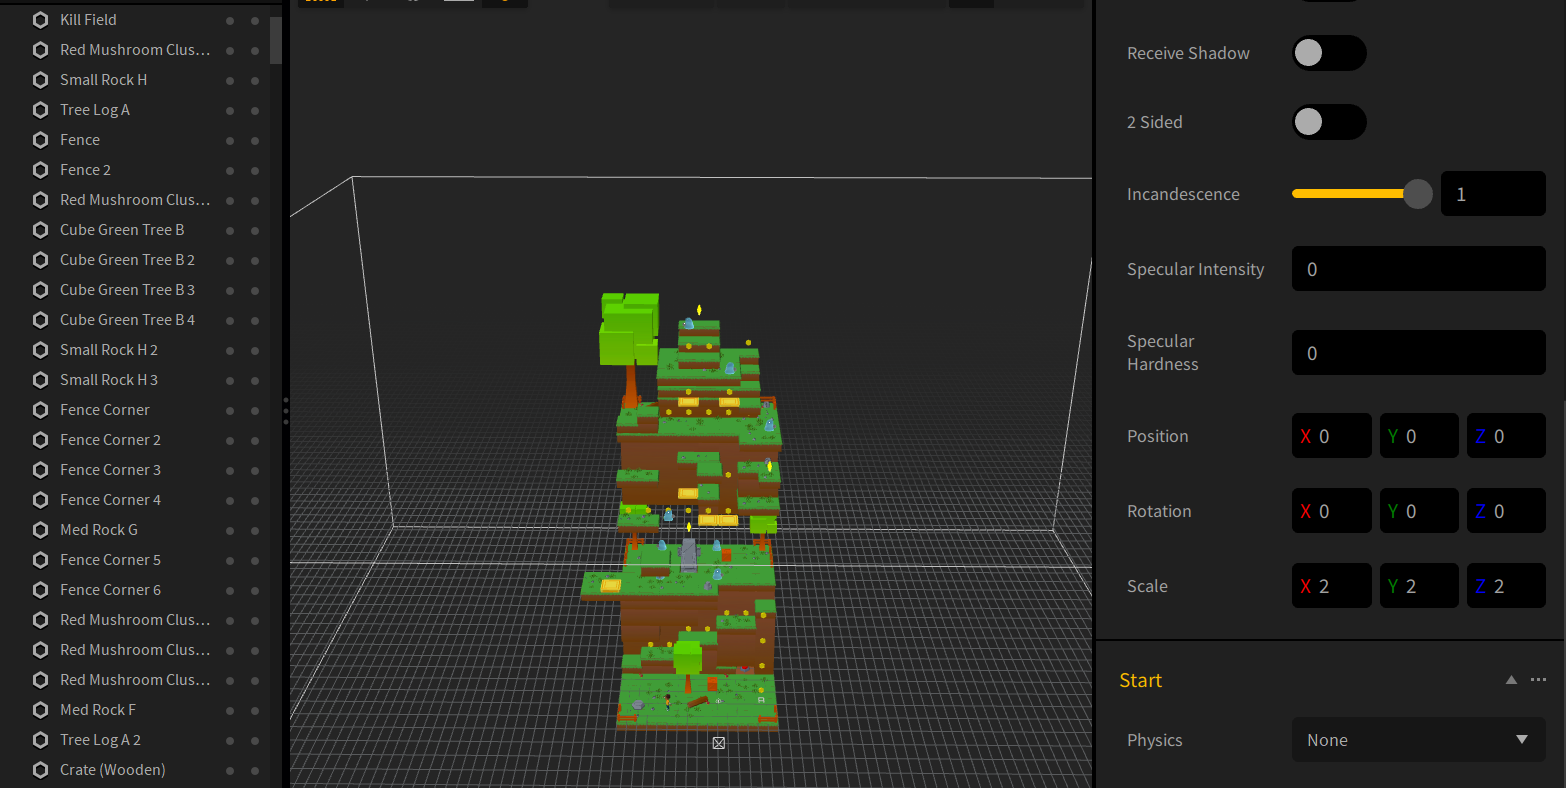 Kill Field
Red Mushroom Clus...
Small Rock H
Tree Log A
Fence
Fence 2
Red Mushroom Clus...
Cube Green Tree B
Cube Green Tree B 2
Cube Green Tree B 3
Cube Green Tree B 4
Small Rock H 2
Small Rock H 3
Fence Corner
Fence Corner 2
Fence Corner 3
Fence Corner 4
Med Rock G
Fence Corner 5
Fence Corner 6
Red Mushroom Clus...
Red Mushroom Clus...
Red Mushroom Clus...
Med Rock F
Tree Log A 2
Crate (Wooden)
Receive Shadow
2 Sided
Incandescence 1
Specular Intensity 0
Specular
Hardness 0
Position X 0 Y 0 Z 0
Rotation X 0 Y 0 Z 0
Scale X 2 Y 2 Z 2
Start
Physics None